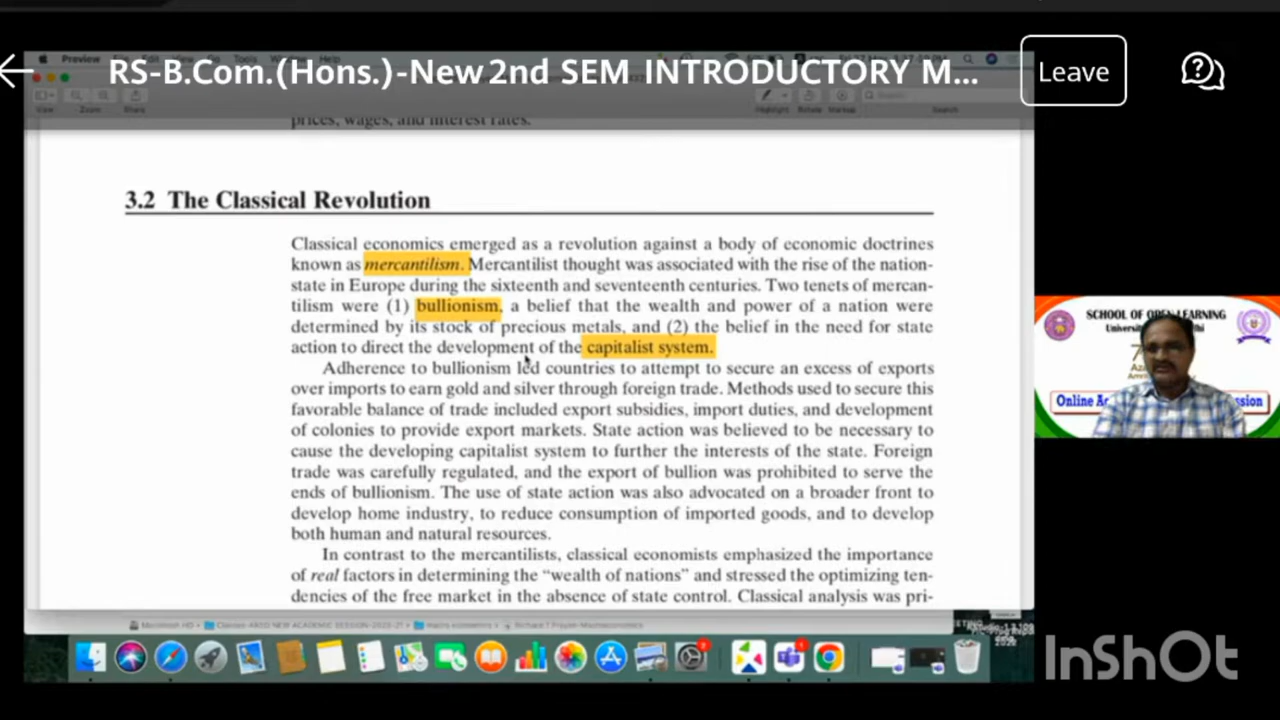 Preview
RS-B.Com.(Hons.)-New 2nd SEM INTRODUCTORY M...
Leave
View
Zoom
Share
Highlight
Rotate
Markup
Search
prices, wages, and interest rates.
3.2 The Classical Revolution
Classical economics emerged as a revolution against a body of economic doctrines
known as mercantilism. Mercantilist thought was associated with the rise of the nation-
state in Europe during the sixteenth and seventeenth centuries. Two tenets of mercan-
tilism were (1) bullionism, a belief that the wealth and power of a nation were
determined by its stock of precious metals, and (2) the belief in the need for state
action to direct the development of the capitalist system.
Adherence to bullionism led countries to attempt to secure an excess of exports
over imports to earn gold and silver through foreign trade. Methods used to secure this
favorable balance of trade included export subsidies, import duties, and development
of colonies to provide export markets. State action was believed to be necessary to
cause the developing capitalist system to further the interests of the state. Foreign
trade was carefully regulated, and the export of bullion was prohibited to serve the
ends of bullionism. The use of state action was also advocated on a broader front to
develop home industry, to reduce consumption of imported goods, and to develop
both human and natural resources.
In contrast to the mercantilists, classical economists emphasized the importance
of real factors in determining the "wealth of nations" and stressed the optimizing ten-
dencies of the free market in the absence of state control. Classical analysis was pri-
SCHOOL OF OPEN LEARNING
Online
InShOt